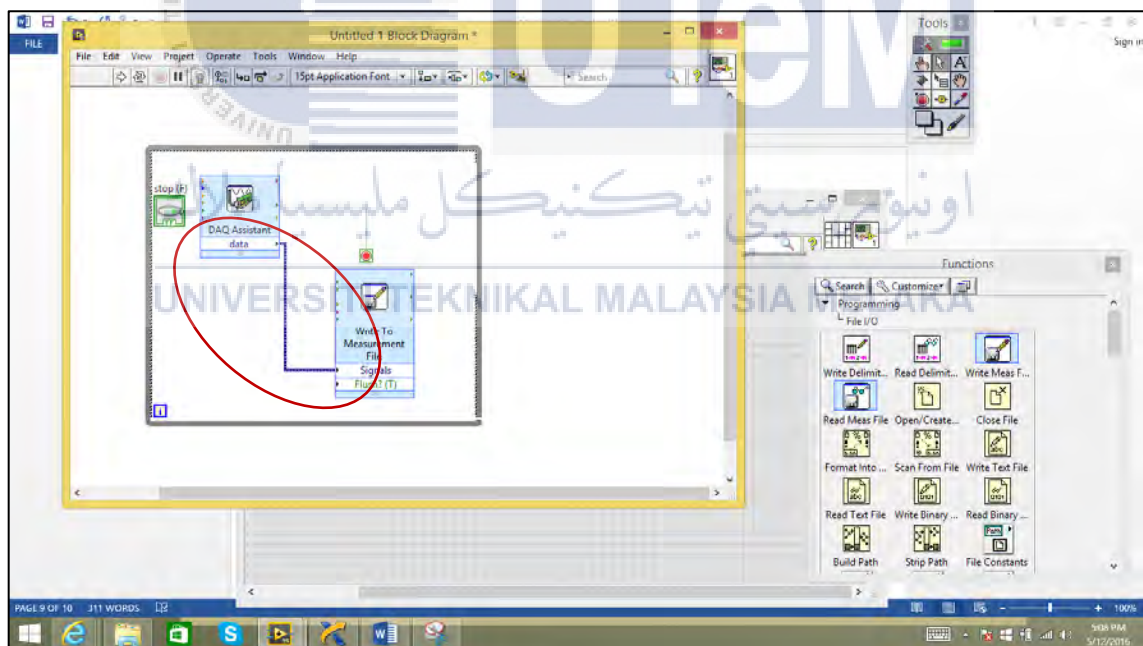 UTeM
Tools
FILE
Sign in
Untitled 1 Block Diagram *
File Edit View Project Operate Tools Window Help
15pt Application Font
Search
اونيوسيتي تيكنيكل مليسيا ملاك
UNIVERSITI TEKNIKAL MALAYSIA MELAKA
stop (F)
DAQ Assistant
data
Write To
Measurement
File
Signals
Flush? (T)
i
Functions
Search Customize
Programming
File I/O
Write Delimit... Read Delimit... Write Meas F...
Read Meas File Open/Create... Close File
Format Into ... Scan From File Write Text File
Read Text File Write Binary ... Read Binary ...
Build Path Strip Path File Constants
PAGE 9 OF 10 311 WORDS
100%
5:08 PM
5/17/2016